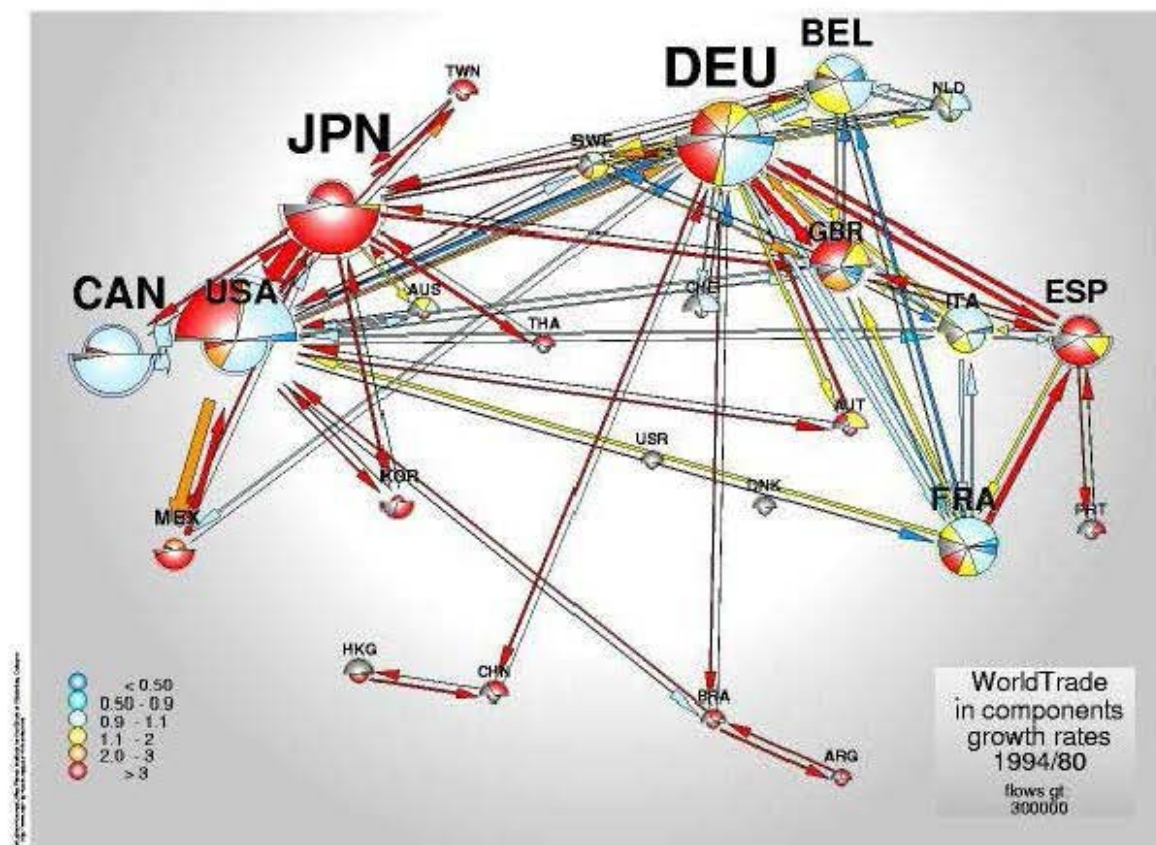 BEL
DEU
TWN
NLD
JPN
SWE
GBR
CAN
USA
AUS
CHE
ITA
ESP
THA
AUT
USR
KOR
DNK
FRA
MEX
PRT
HKG
CHN
BRA
ARG
< 0.50
0.50 - 0.9
0.9 - 1.1
1.1 - 2
2.0 - 3
> 3
WorldTrade
in components
growth rates
1994/80
flows gt
300000